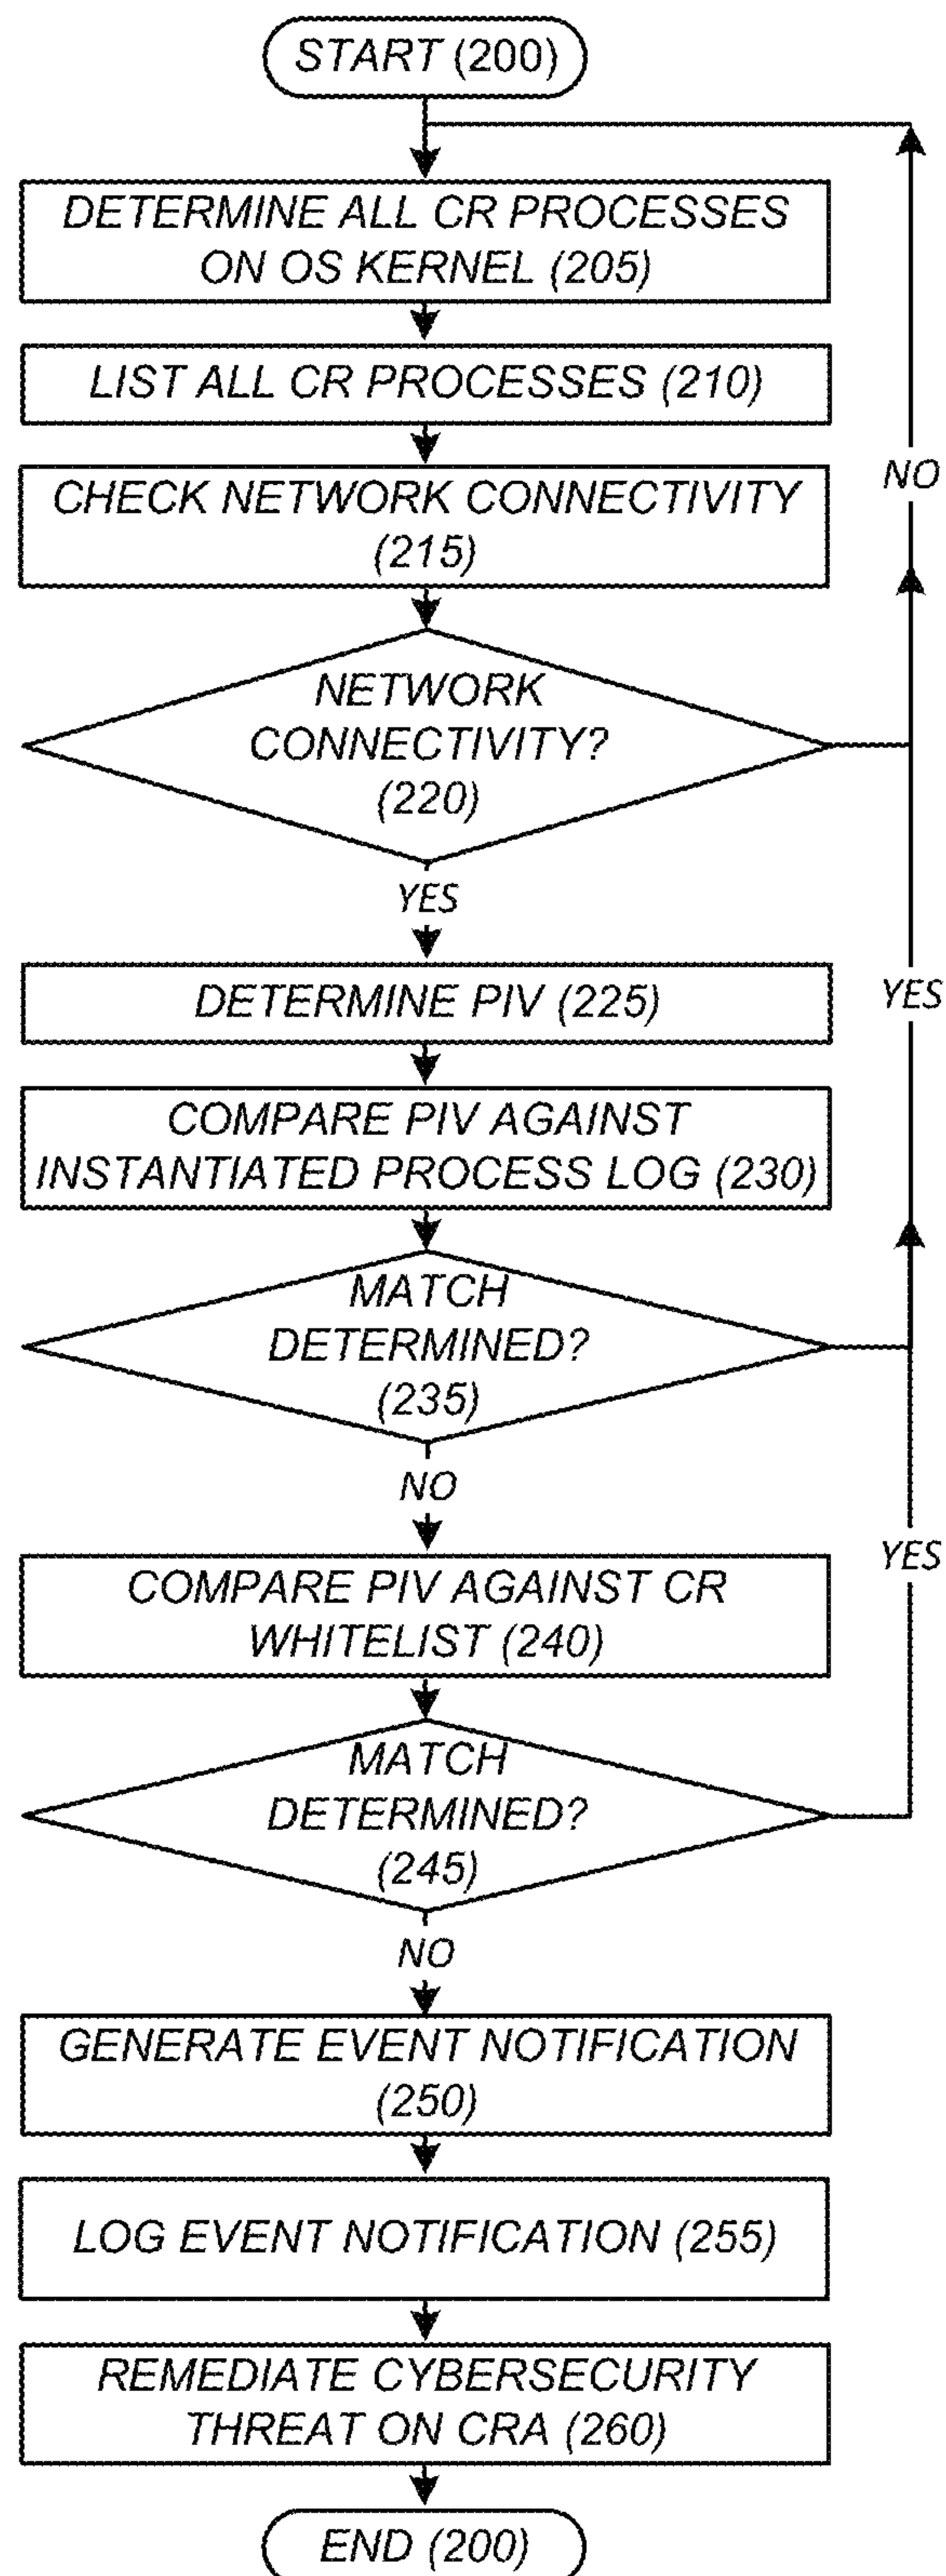 START (200)
DETERMINE ALL CR PROCESSES
ON OS KERNEL (205)
LIST ALL CR PROCESSES (210)
CHECK NETWORK CONNECTIVITY
(215)
NO
NETWORK
CONNECTIVITY?
(220)
YES
DETERMINE PIV (225)
YES
COMPARE PIV AGAINST
INSTANTIATED PROCESS LOG (230)
MATCH
DETERMINED?
(235)
NO
COMPARE PIV AGAINST CR
WHITELIST (240)
YES
MATCH
DETERMINED?
(245)
NO
GENERATE EVENT NOTIFICATION
(250)
LOG EVENT NOTIFICATION (255)
REMEDIATE CYBERSECURITY
THREAT ON CRA (260)
END (200)